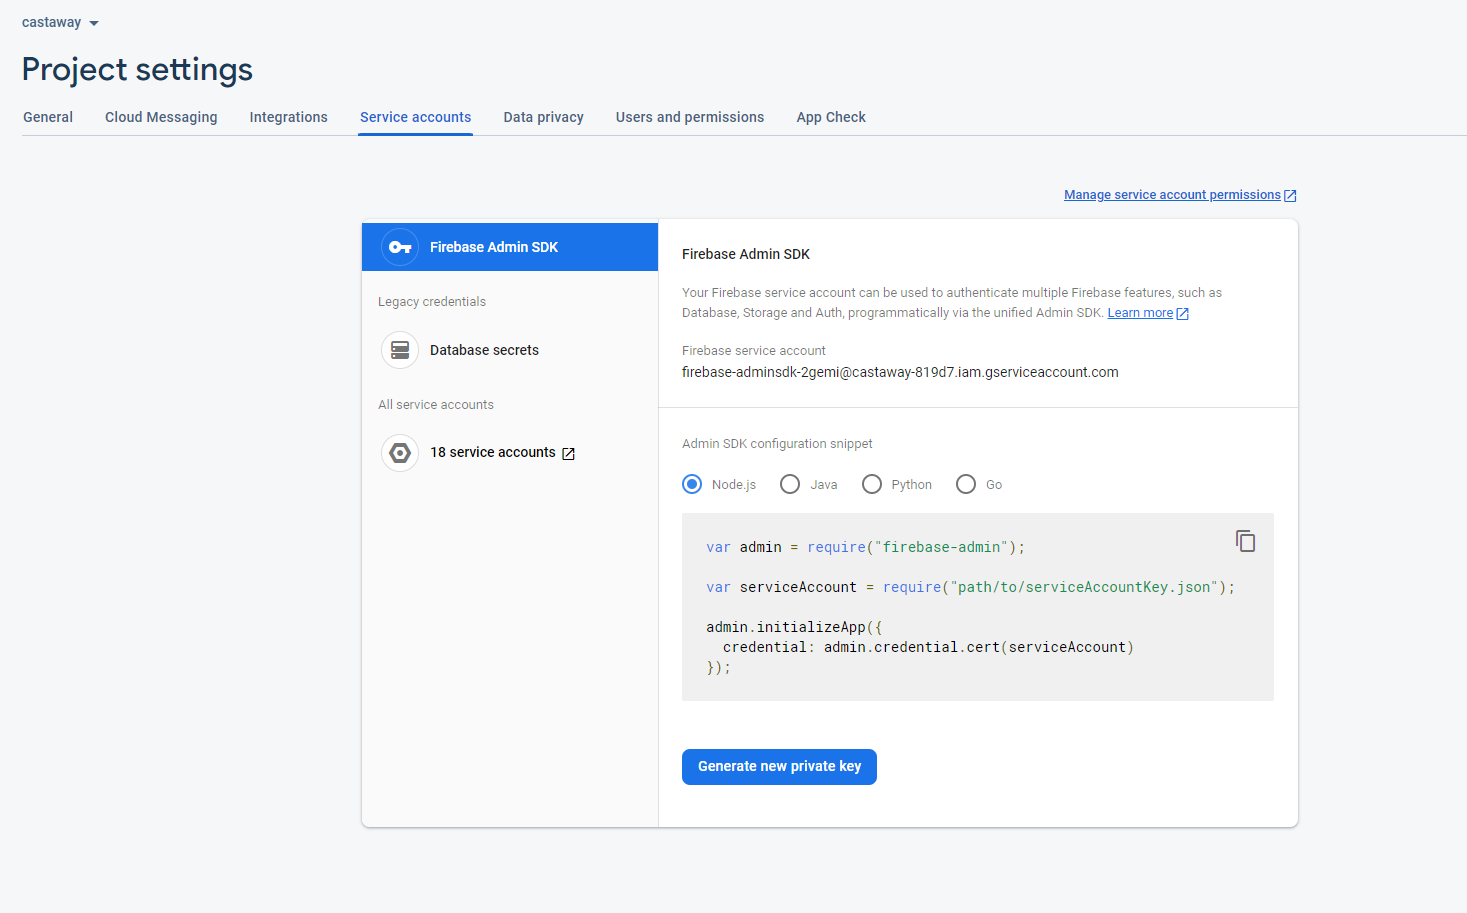 castaway
Project settings
General
Cloud Messaging
Integrations
Service accounts
Data privacy
Users and permissions
App Check
Manage service account permissions
Firebase Admin SDK
Legacy credentials
Database secrets
All service accounts
18 service accounts
Firebase Admin SDK
Your Firebase service account can be used to authenticate multiple Firebase features, such as
Database, Storage and Auth, programmatically via the unified Admin SDK. Learn more
Firebase service account
firebase-adminsdk-2gemi@castaway-819d7.iam.gserviceaccount.com
Admin SDK configuration snippet
Node.js
Java
Python
Go
var admin = require("firebase-admin");
var serviceAccount = require("path/to/serviceAccountKey.json");
admin.initializeApp({
  credential: admin.credential.cert(serviceAccount)
});
Generate new private key